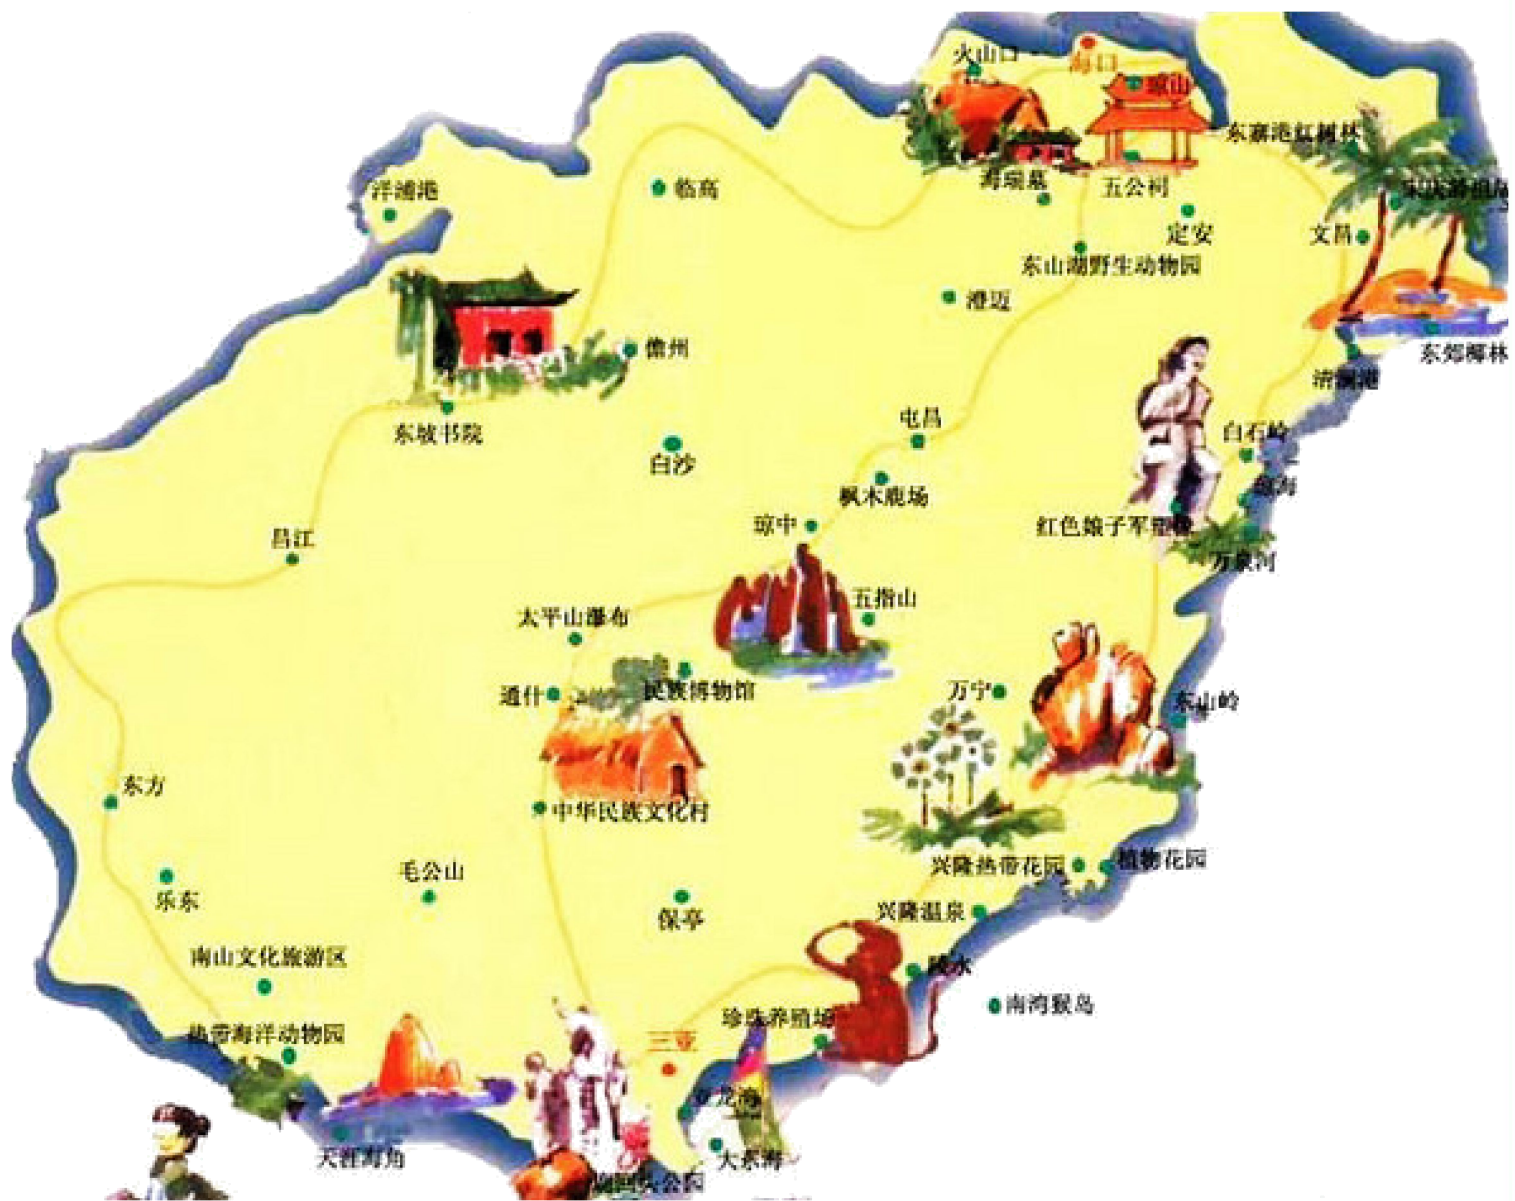 火山口
海口
琼山
东寨港红树林
洋浦港
临高
海瑞墓
五公祠
定安
文昌
东山湖野生动物园
澄迈
儋州
东郊椰林
清澜港
东坡书院
屯昌
白石岭
白沙
枫木鹿场
琼海
琼中
红色娘子军塑像
昌江
万泉河
太平山瀑布
五指山
通什
民族博物馆
万宁
东山岭
东方
中华民族文化村
毛公山
兴隆热带花园
植物花园
乐东
保亭
兴隆温泉
南山文化旅游区
陵水
南湾猴岛
热带海洋动物园
珍珠养殖场
三亚
亚龙湾
天涯海角
大东海
鹿回头公园